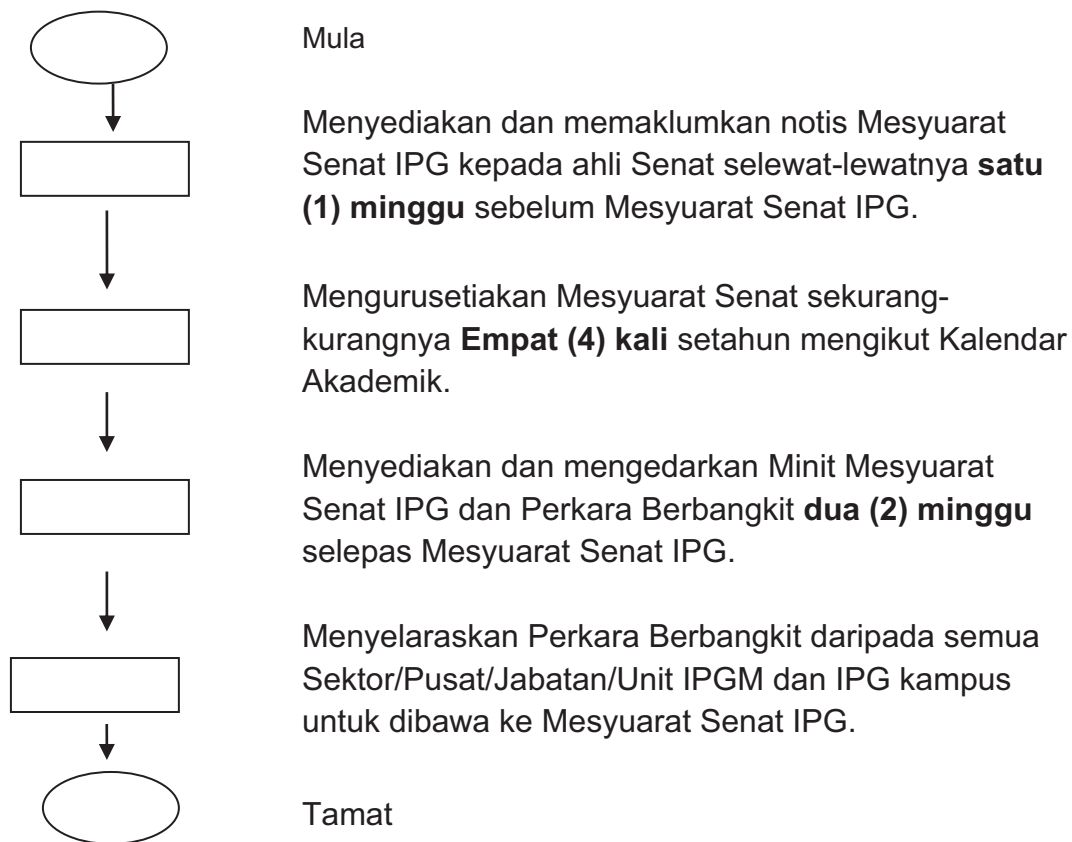 Mula
Menyediakan dan memaklumkan notis Mesyuarat
Senat IPG kepada ahli Senat selewat-lewatnya satu
(1) minggu sebelum Mesyuarat Senat IPG.
Mengurusetiakan Mesyuarat Senat sekurang-
kurangnya Empat (4) kali setahun mengikut Kalendar
Akademik.
Menyediakan dan mengedarkan Minit Mesyuarat
Senat IPG dan Perkara Berbangkit dua (2) minggu
selepas Mesyuarat Senat IPG.
Menyelaraskan Perkara Berbangkit daripada semua
Sektor/Pusat/Jabatan/Unit IPGM dan IPG kampus
untuk dibawa ke Mesyuarat Senat IPG.
Tamat